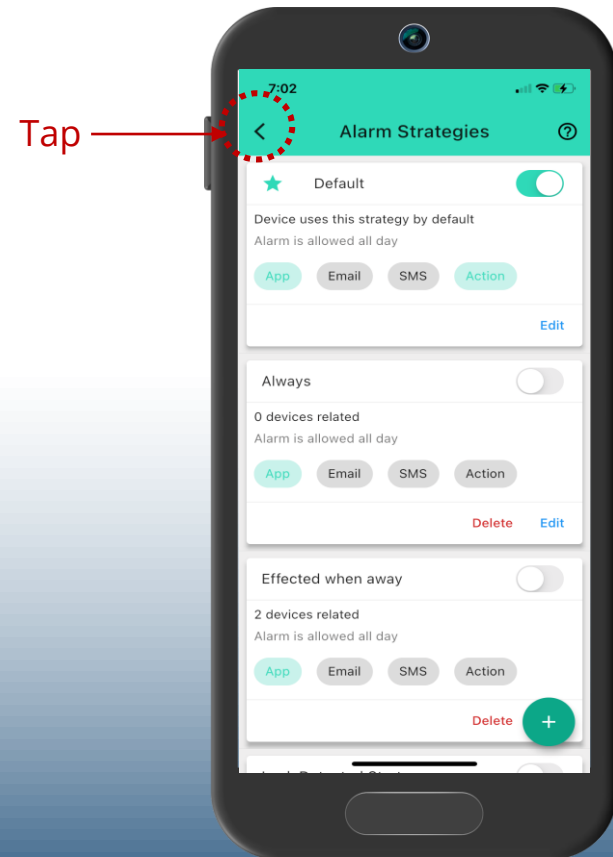 7:02
Tap
Alarm Strategies
Default
Device uses this strategy by default
Alarm is allowed all day
App Email SMS Action
Edit
Always
0 devices related
Alarm is allowed all day
App Email SMS Action
Delete Edit
Effected when away
2 devices related
Alarm is allowed all day
App Email SMS Action
Delete